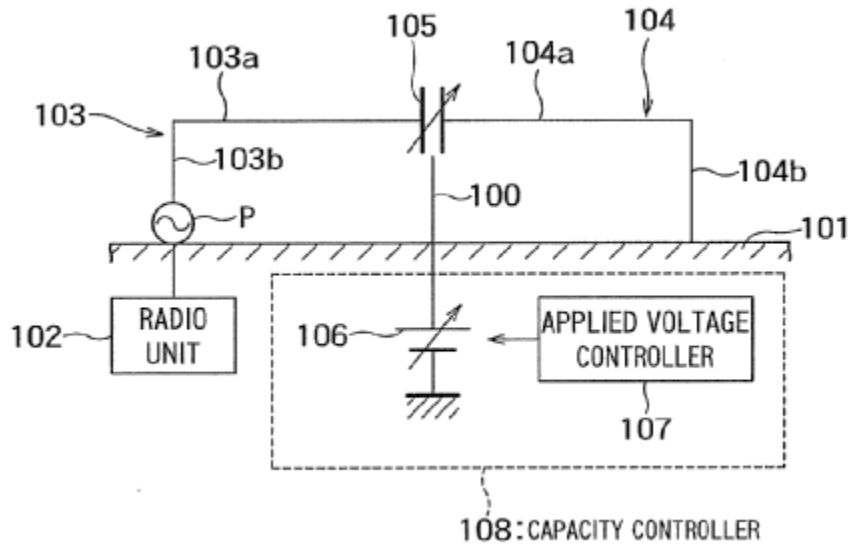 105
103a
104a
104
103
103b
100
104b
P
101
102
RADIO
UNIT
106
APPLIED VOLTAGE
CONTROLLER
107
108: CAPACITY CONTROLLER